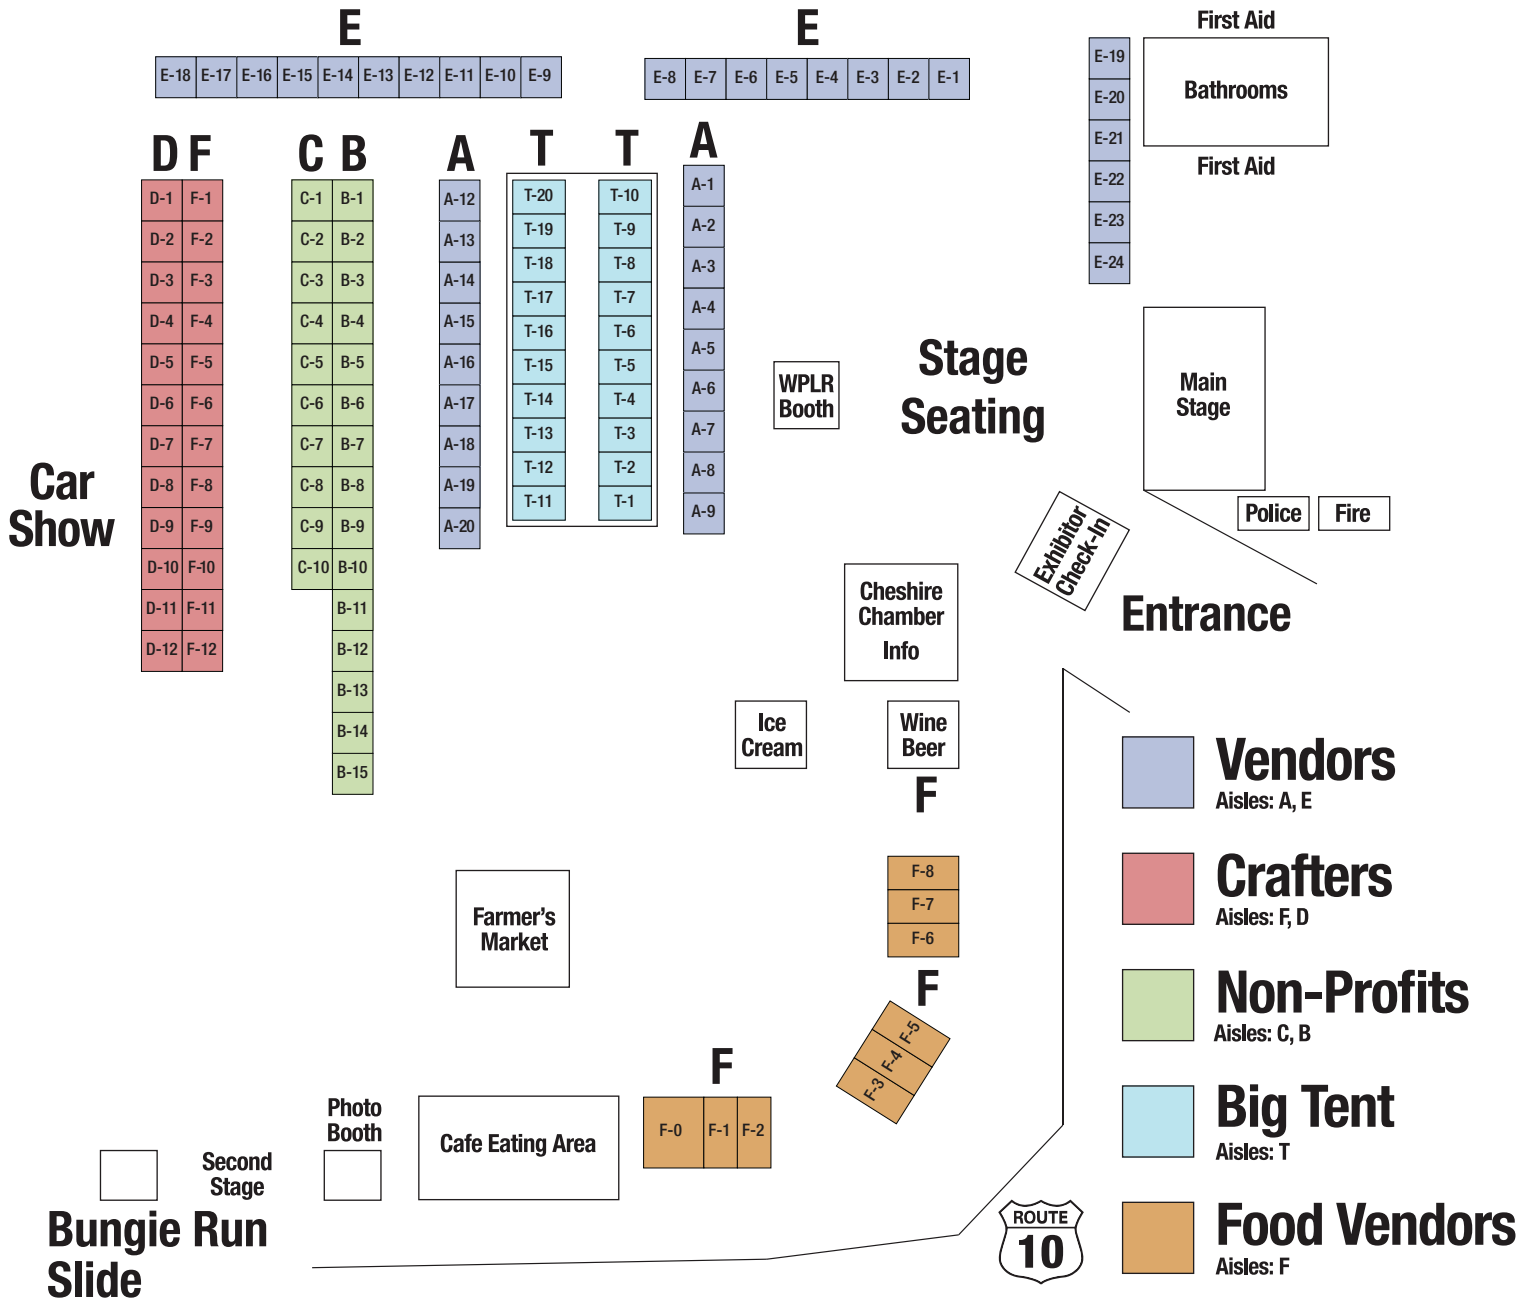 E
E
First Aid
E-18 E-17 E-16 E-15 E-14 E-13 E-12 E-11 E-10 E-9
E-8 E-7 E-6 E-5 E-4 E-3 E-2 E-1
E-19
E-20
E-21
E-22
E-23
E-24
Bathrooms
First Aid
D F
C B
A
T
T
A
D-1 F-1
D-2 F-2
D-3 F-3
D-4 F-4
D-5 F-5
D-6 F-6
D-7 F-7
D-8 F-8
D-9 F-9
D-10 F-10
D-11 F-11
D-12 F-12
C-1 B-1
C-2 B-2
C-3 B-3
C-4 B-4
C-5 B-5
C-6 B-6
C-7 B-7
C-8 B-8
C-9 B-9
C-10 B-10
B-11
B-12
B-13
B-14
B-15
A-12
A-13
A-14
A-15
A-16
A-17
A-18
A-19
A-20
T-20 T-10
T-19 T-9
T-18 T-8
T-17 T-7
T-16 T-6
T-15 T-5
T-14 T-4
T-13 T-3
T-12 T-2
T-11 T-1
A-1
A-2
A-3
A-4
A-5
A-6
A-7
A-8
A-9
WPLR
Booth
Stage
Seating
Main
Stage
Car
Show
Police
Fire
Exhibitor
Check-In
Entrance
Cheshire
Chamber
Info
Ice
Cream
Wine
Beer
F
F-8
F-7
F-6
F
F-5
F-4
F-3
Farmer's
Market
F
F-0 F-1 F-2
Cafe Eating Area
Photo
Booth
Second
Stage
Bungie Run
Slide
ROUTE
10
Vendors
Aisles: A, E
Crafters
Aisles: F, D
Non-Profits
Aisles: C, B
Big Tent
Aisles: T
Food Vendors
Aisles: F